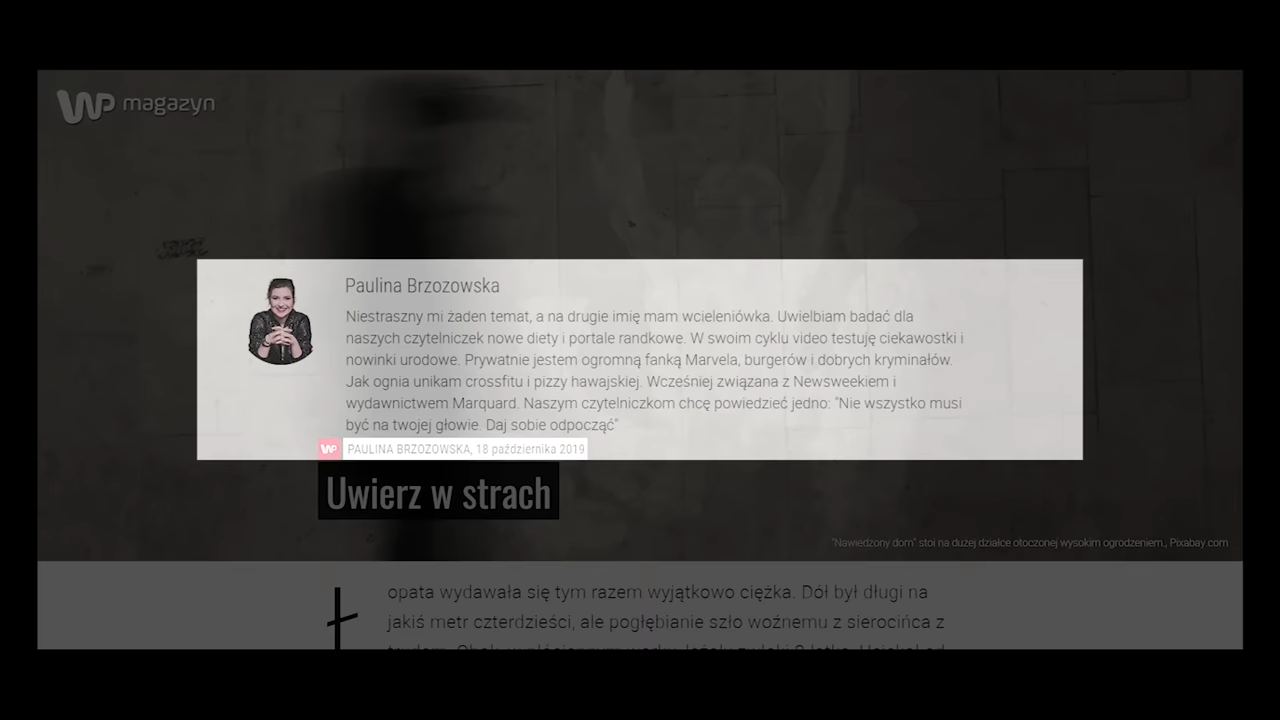 WP magazyn
Paulina Brzozowska
Niestraszny mi żaden temat, a na drugie imię mam wcieleniówka. Uwielbiam badać dla
naszych czytelniczek nowe diety i portale randkowe. W swoim cyklu video testuję ciekawostki i
nowinki urodowe. Prywatnie jestem ogromną fanką Marvela, burgerów i dobrych kryminałów.
Jak ognia unikam crossfitu i pizzy hawajskiej. Wcześniej związana z Newsweekiem i
wydawnictwem Marquard. Naszym czytelniczkom chcę powiedzieć jedno: "Nie wszystko musi
być na twojej głowie. Daj sobie odpocząć"
WP PAULINA BRZOZOWSKA, 18 października 2019
Uwierz w strach
"Nawiedzony dom" stoi na dużej działce otoczonej wysokim ogrodzeniem., Pixabay.com
Ł opata wydawała się tym razem wyjątkowo ciężka. Dół był długi na
jakiś metr czterdzieści, ale pogłębianie szło woźnemu z sierocińca z